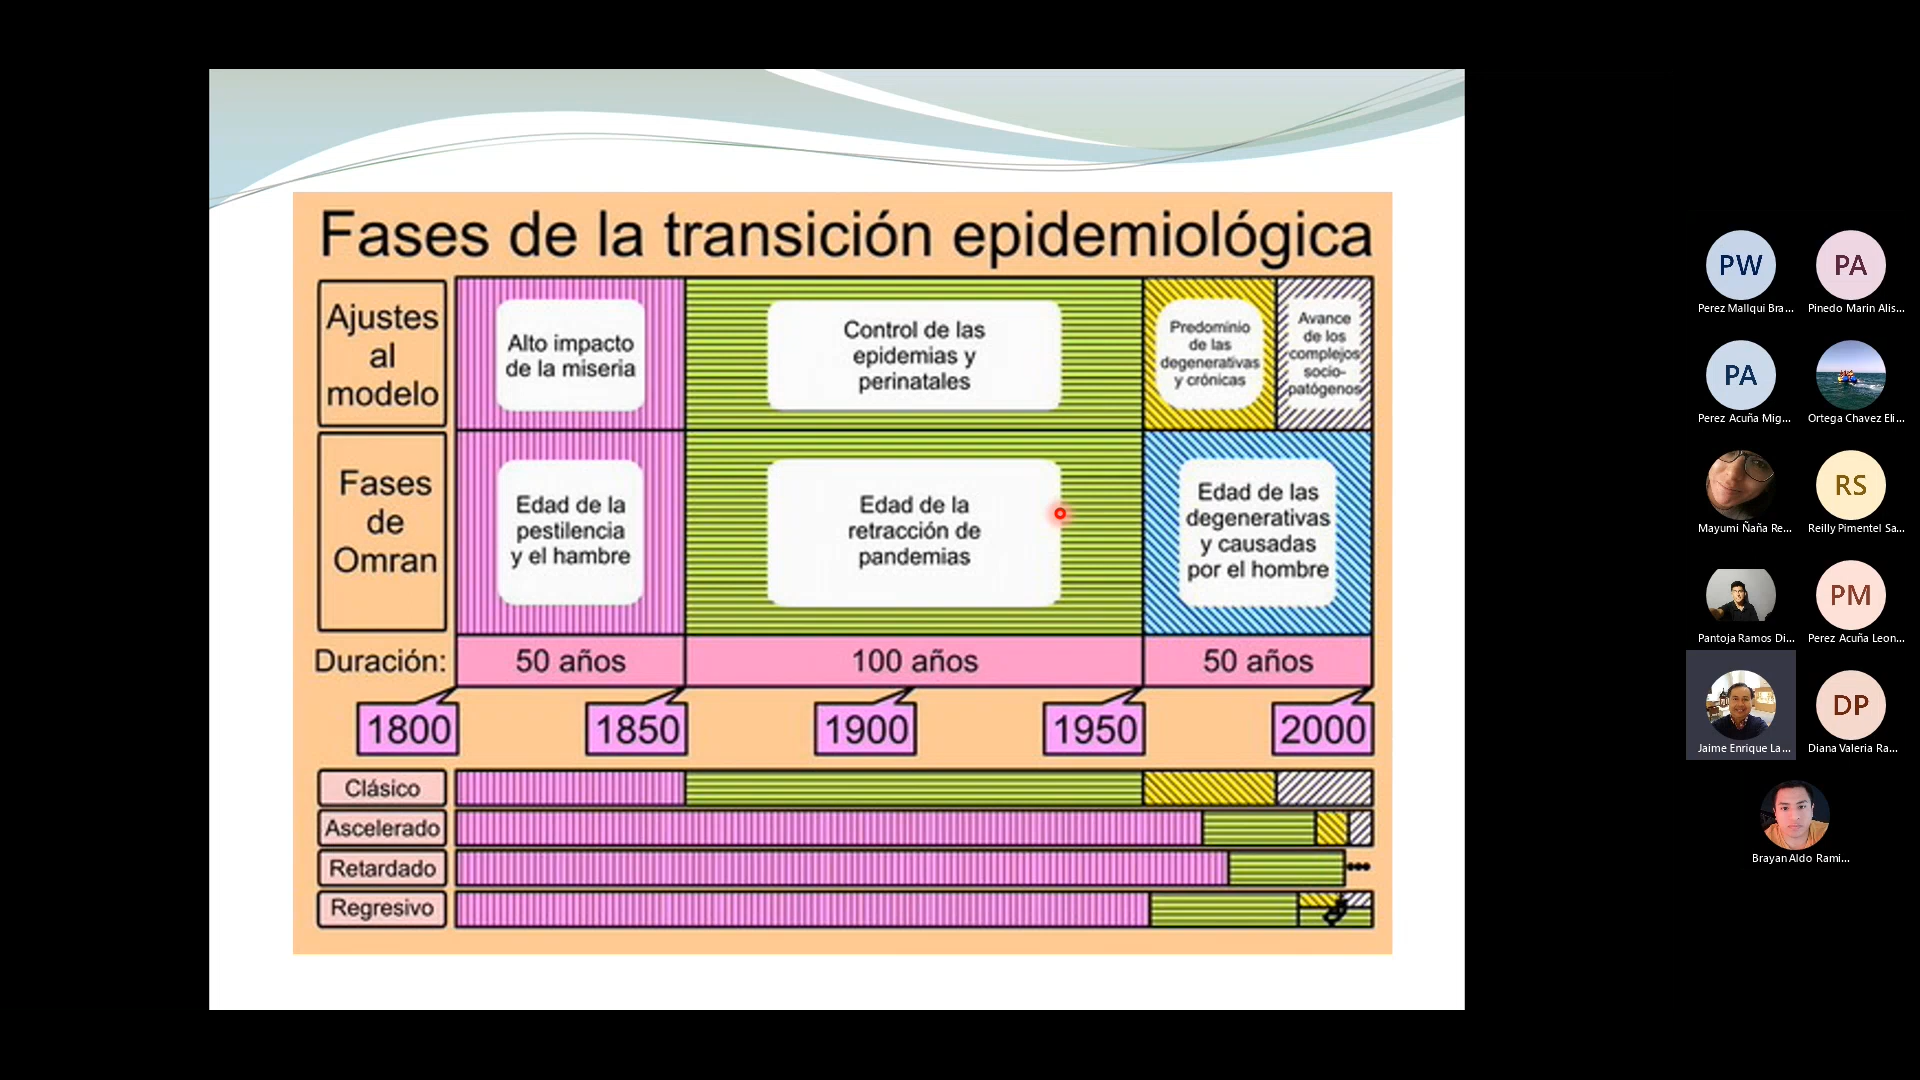 Fases de la transición epidemiológica
Ajustes
al
modelo
Alto impacto
de la miseria
Control de las
epidemias y
perinatales
Predominio
de las
degenerativas
y crónicas
Avance
de los
complejos
socio-
patógenos
Fases
de
Omran
Edad de la
pestilencia
y el hambre
Edad de la
retracción de
pandemias
Edad de las
degenerativas
y causadas
por el hombre
Duración:
50 años
100 años
50 años
1800
1850
1900
1950
2000
Clásico
Ascelerado
Retardado
Regresivo
PW
Perez Mallqui Bra...
PA
Pinedo Marin Alis...
PA
Perez Acuña Mig...
Ortega Chavez Eli...
Mayumi Ñaña Re...
RS
Reilly Pimentel Sa...
Pantoja Ramos Di...
PM
Perez Acuña Leon...
Jaime Enrique La...
DP
Diana Valeria Ra...
Brayan Aldo Rami...